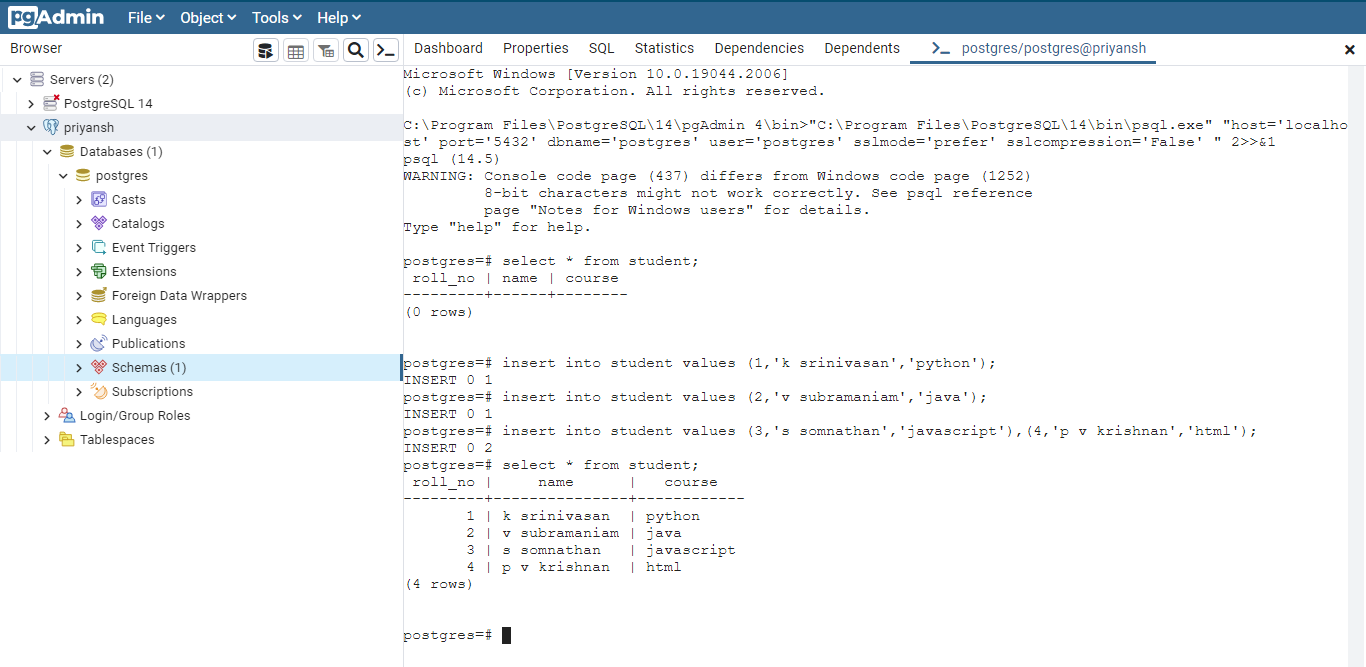 pgAdmin File Object Tools Help
Browser
Dashboard Properties SQL Statistics Dependencies Dependents postgres/postgres@priyansh
Servers (2)
PostgreSQL 14
priyansh
Databases (1)
postgres
Casts
Catalogs
Event Triggers
Extensions
Foreign Data Wrappers
Languages
Publications
Schemas (1)
Subscriptions
Login/Group Roles
Tablespaces
Microsoft Windows [Version 10.0.19044.2006]
(c) Microsoft Corporation. All rights reserved.
C:\Program Files\PostgreSQL\14\pgAdmin 4\bin>"C:\Program Files\PostgreSQL\14\bin\psql.exe" "host='localho
st' port='5432' dbname='postgres' user='postgres' sslmode='prefer' sslcompression='False' " 2>>&1
psql (14.5)
WARNING: Console code page (437) differs from Windows code page (1252)
         8-bit characters might not work correctly. See psql reference
         page "Notes for Windows users" for details.
Type "help" for help.
postgres=# select * from student;
 roll_no | name | course
---------+------+--------
(0 rows)
postgres=# insert into student values (1,'k srinivasan','python');
INSERT 0 1
postgres=# insert into student values (2,'v subramaniam','java');
INSERT 0 1
postgres=# insert into student values (3,'s somnathan','javascript'),(4,'p v krishnan','html');
INSERT 0 2
postgres=# select * from student;
 roll_no |     name      |   course
---------+---------------+------------
       1 | k srinivasan  | python
       2 | v subramaniam | java
       3 | s somnathan   | javascript
       4 | p v krishnan  | html
(4 rows)
postgres=#